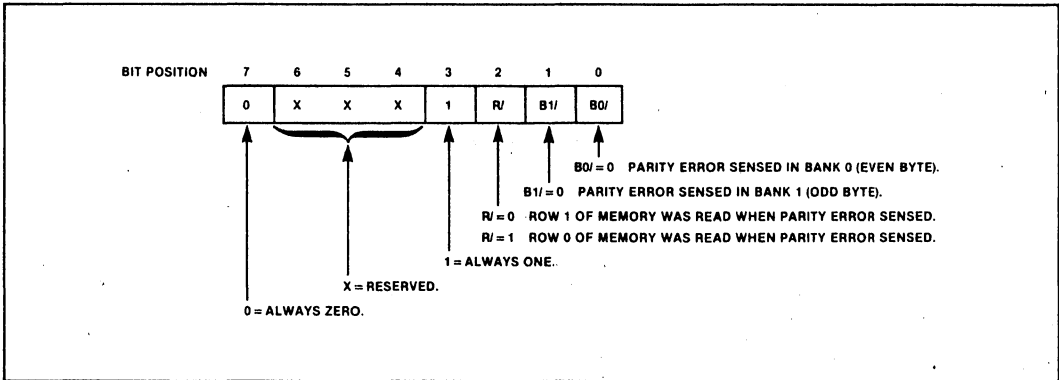 BIT POSITION 7 6 5 4 3 2 1 0
0 X X X 1 R/ B1/ B0/
B0/=0 PARITY ERROR SENSED IN BANK 0 (EVEN BYTE).
B1/=0 PARITY ERROR SENSED IN BANK 1 (ODD BYTE).
R/=0 ROW 1 OF MEMORY WAS READ WHEN PARITY ERROR SENSED.
R/=1 ROW 0 OF MEMORY WAS READ WHEN PARITY ERROR SENSED.
1=ALWAYS ONE.
X=RESERVED.
0=ALWAYS ZERO.